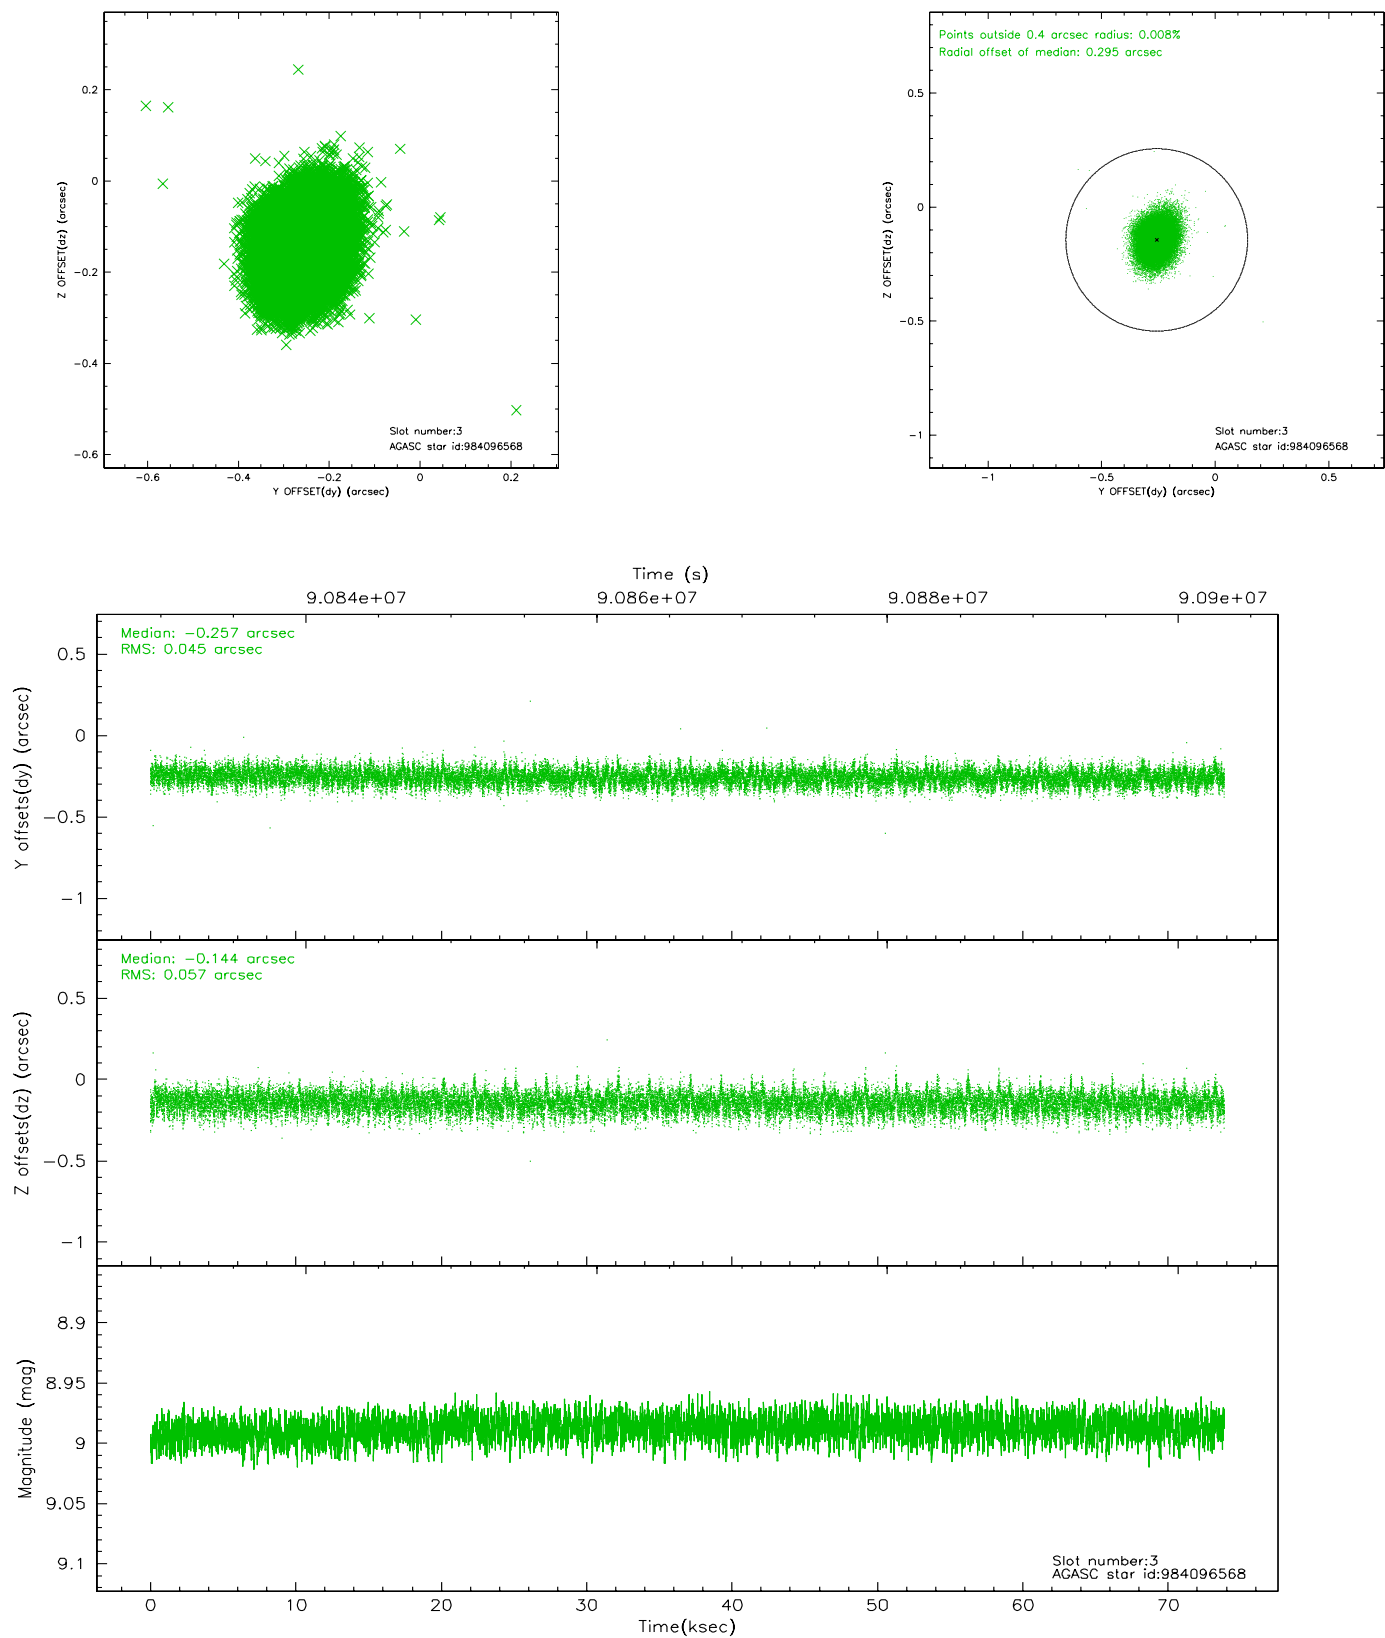 0.2
0
−0.2
−0.4
−0.6
Z OFFSET(dz) (arcsec)
−0.6
−0.4
−0.2
0
0.2
Y OFFSET(dy) (arcsec)
Slot number:3
AGASC star id:984096568
Points outside 0.4 arcsec radius: 0.008%
Radial offset of median: 0.295 arcsec
0.5
0
−0.5
−1
Z OFFSET(dz) (arcsec)
−1
−0.5
0
0.5
Y OFFSET(dy) (arcsec)
Slot number:3
AGASC star id:984096568
Time (s)
9.084e+07
9.086e+07
9.088e+07
9.09e+07
Median: −0.257 arcsec
RMS: 0.045 arcsec
0.5
0
−0.5
−1
Y offsets(dy) (arcsec)
Median: −0.144 arcsec
RMS: 0.057 arcsec
0.5
0
−0.5
−1
Z offsets(dz) (arcsec)
8.9
8.95
9
9.05
9.1
Magnitude (mag)
Slot number:3
AGASC star id:984096568
0
10
20
30
40
50
60
70
Time(ksec)